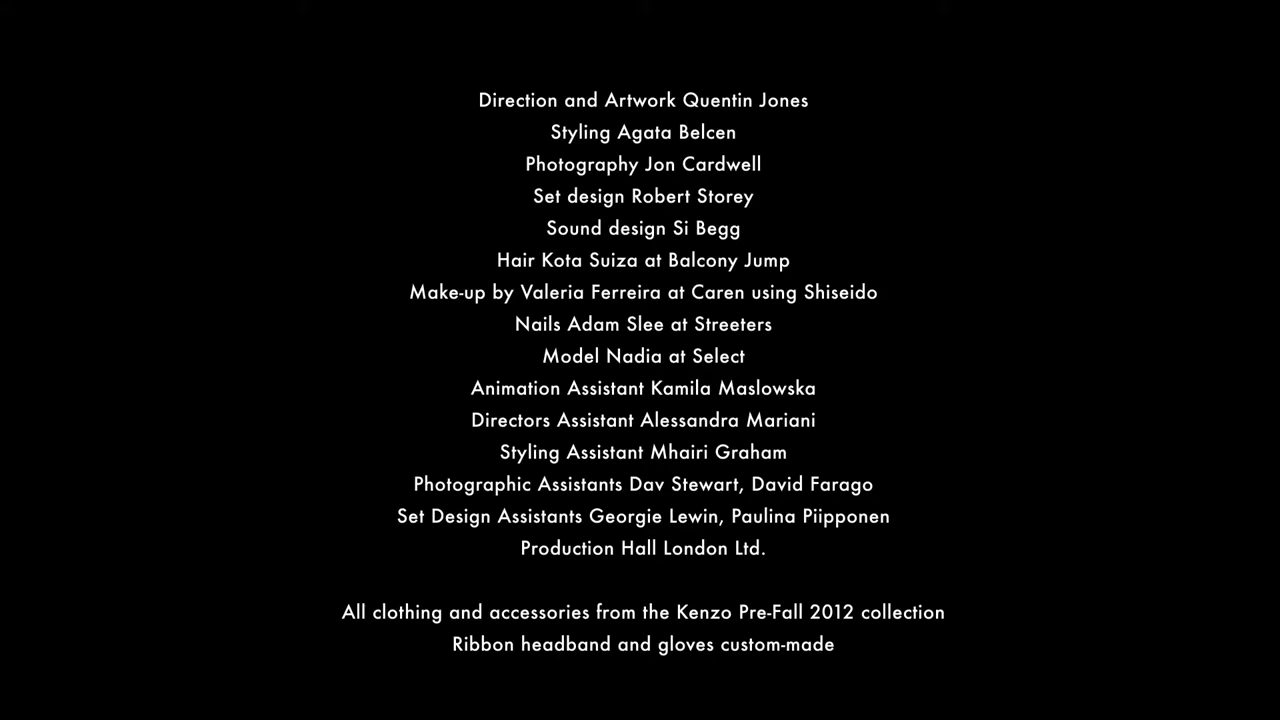 Direction and Artwork Quentin Jones
Styling Agata Belcen
Photography Jon Cardwell
Set design Robert Storey
Sound design Si Begg
Hair Kota Suiza at Balcony Jump
Make-up by Valeria Ferreira at Caren using Shiseido
Nails Adam Slee at Streeters
Model Nadia at Select
Animation Assistant Kamila Maslowska
Directors Assistant Alessandra Mariani
Styling Assistant Mhairi Graham
Photographic Assistants Dav Stewart, David Farago
Set Design Assistants Georgie Lewin, Paulina Piipponen
Production Hall London Ltd.
All clothing and accessories from the Kenzo Pre-Fall 2012 collection
Ribbon headband and gloves custom-made